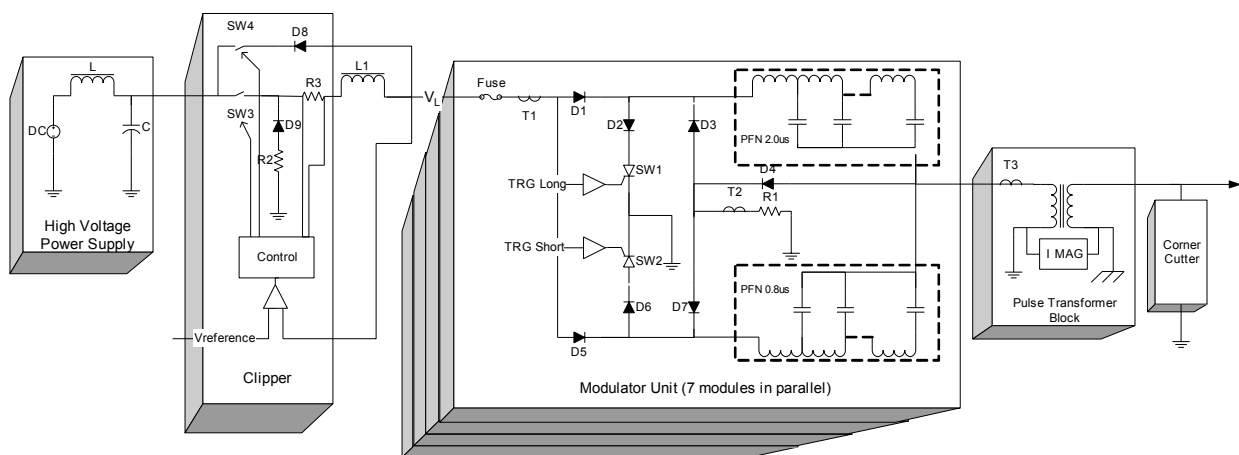 L
DC
C
High Voltage
Power Supply
SW4
D8
SW3
D9
R3
L1
R2
Control
Vreference
Clipper
VL
Fuse
T1
D1
D2
D3
SW1
TRG Long
TRG Short
SW2
D6
D7
D5
PFN 2.0us
D4
T2
R1
PFN 0.8us
Modulator Unit (7 modules in parallel)
T3
I MAG
Pulse Transformer
Block
Corner
Cutter